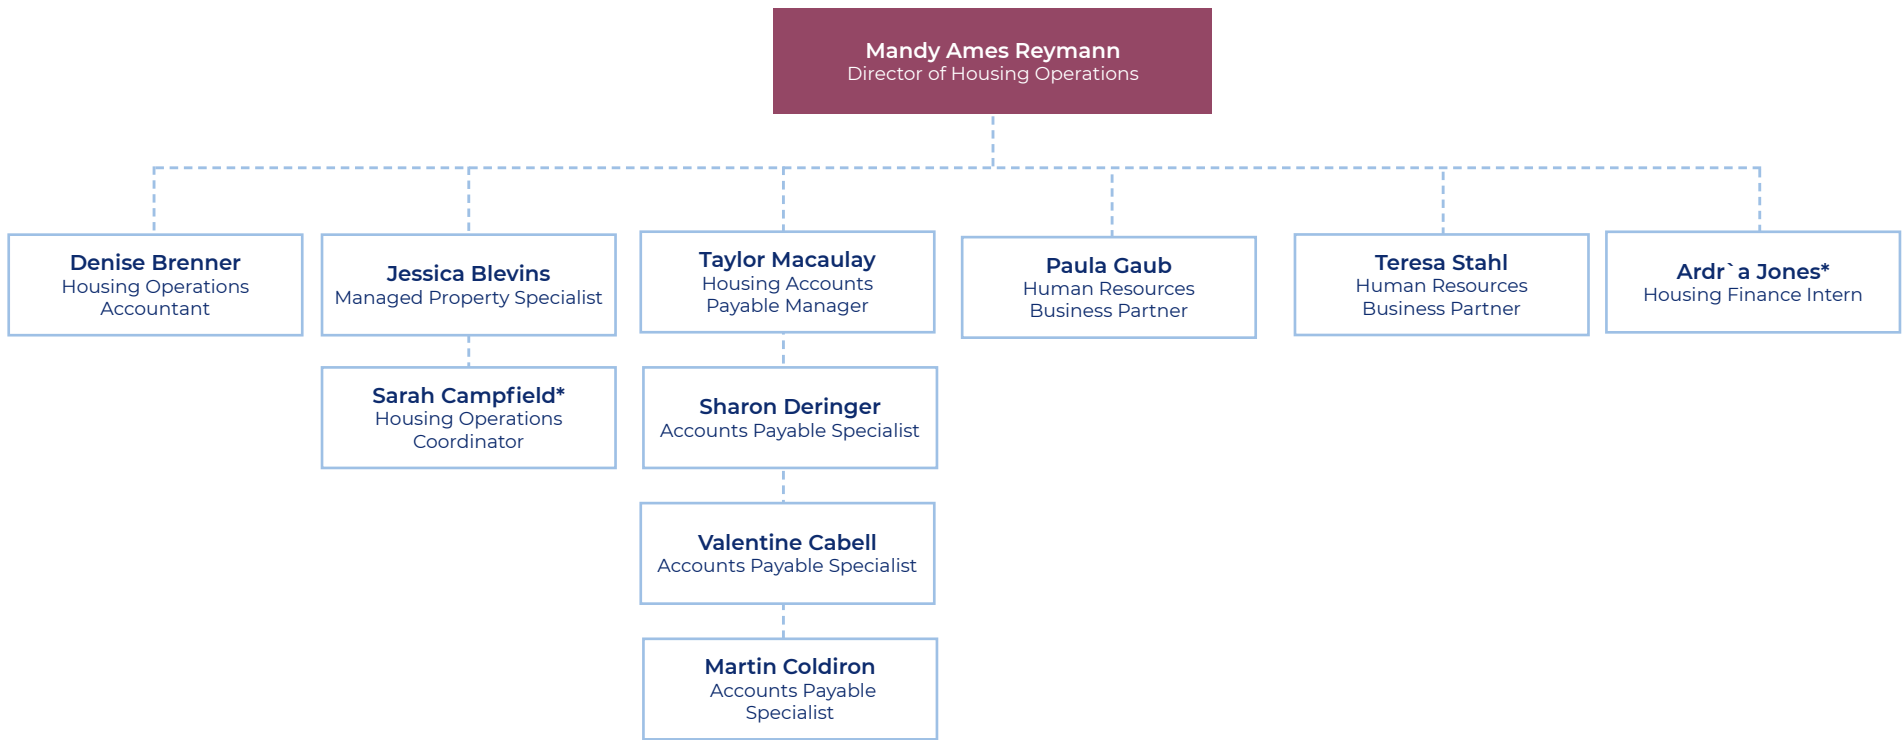 Mandy Ames Reymann
Director of Housing Operations
Denise Brenner
Housing Operations
Accountant
Jessica Blevins
Managed Property Specialist
Taylor Macaulay
Housing Accounts
Payable Manager
Paula Gaub
Human Resources
Business Partner
Teresa Stahl
Human Resources
Business Partner
Ardr`a Jones*
Housing Finance Intern
Sarah Campfield*
Housing Operations
Coordinator
Sharon Deringer
Accounts Payable Specialist
Valentine Cabell
Accounts Payable Specialist
Martin Coldiron
Accounts Payable
Specialist